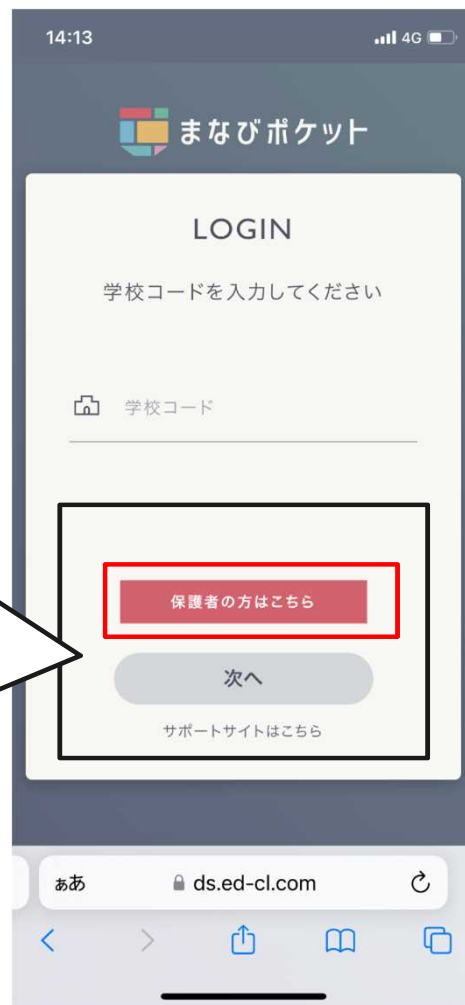 14:13
4G
まなびポケット
LOGIN
学校コードを入力してください
学校コード
保護者の方はこちら
次へ
サポートサイトはこちら
ぁあ
ds.ed-cl.com